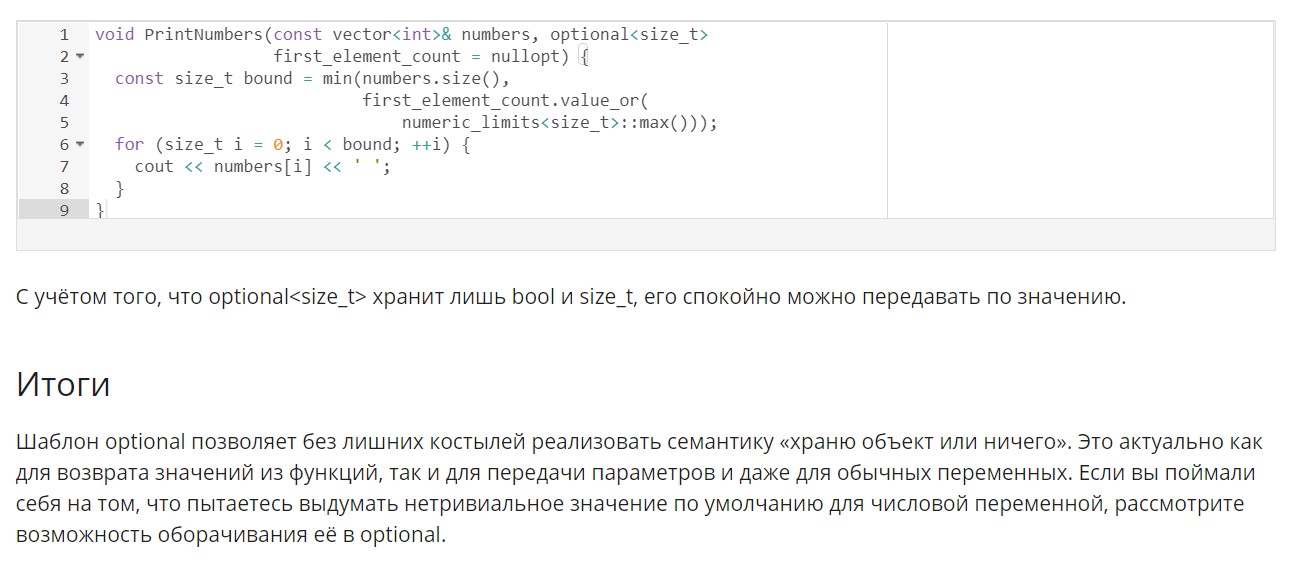 1 void PrintNumbers(const vector<int>& numbers, optional<size_t>
2 first_element_count = nullopt) {
3 const size_t bound = min(numbers.size(),
4 first_element_count.value_or(
5 numeric_limits<size_t>::max()));
6 for (size_t i = 0; i < bound; ++i) {
7 cout << numbers[i] << ' ';
8 }
9 }
С учётом того, что optional<size_t> хранит лишь bool и size_t, его спокойно можно передавать по значению.
Итоги
Шаблон optional позволяет без лишних костылей реализовать семантику «храню объект или ничего». Это актуально как
для возврата значений из функций, так и для передачи параметров и даже для обычных переменных. Если вы поймали
себя на том, что пытаетесь выдумать нетривиальное значение по умолчанию для числовой переменной, рассмотрите
возможность оборачивания её в optional.